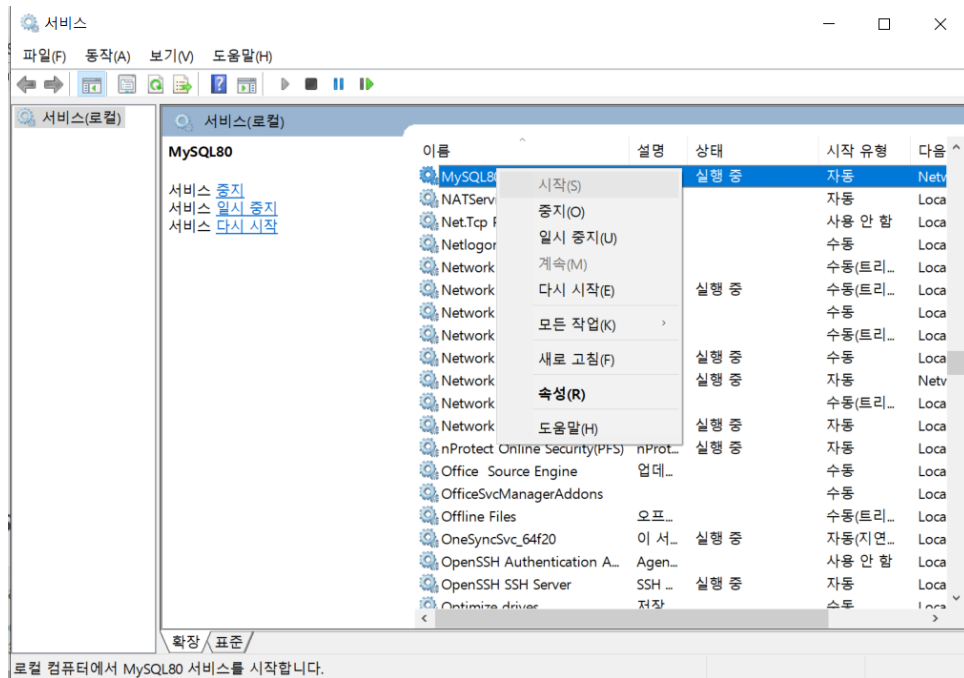 서비스
파일(F) 동작(A) 보기(V) 도움말(H)
서비스(로컬)
서비스(로컬)
MySQL80
서비스 중지
서비스 일시 중지
서비스 다시 시작
이름 설명 상태 시작 유형 다음
MySQL80 실행 중 자동 Netw
NATServ 자동 Loca
Net.Tcp P 사용 안 함 Loca
Netlogon 수동 Loca
Network 수동(트리... Loca
Network 실행 중 수동(트리... Loca
Network 수동 Loca
Network 수동(트리... Loca
Network 실행 중 수동 Loca
Network 실행 중 자동 Netw
Network 수동(트리... Loca
Network 실행 중 자동 Loca
nProtect Online Security(PFS) nProt... 실행 중 자동 Loca
Office Source Engine 업데... 수동 Loca
OfficeSvcManagerAddons 수동 Loca
Offline Files 오프... 수동(트리... Loca
OneSyncSvc_64f20 이 서... 실행 중 자동(지연... Loca
OpenSSH Authentication A... Agen... 사용 안 함 Loca
OpenSSH SSH Server SSH ... 실행 중 자동 Loca
Optimize drives 저장 수동 Loca
시작(S)
중지(O)
일시 중지(U)
계속(M)
다시 시작(E)
모든 작업(K)
새로 고침(F)
속성(R)
도움말(H)
확장 표준
로컬 컴퓨터에서 MySQL80 서비스를 시작합니다.